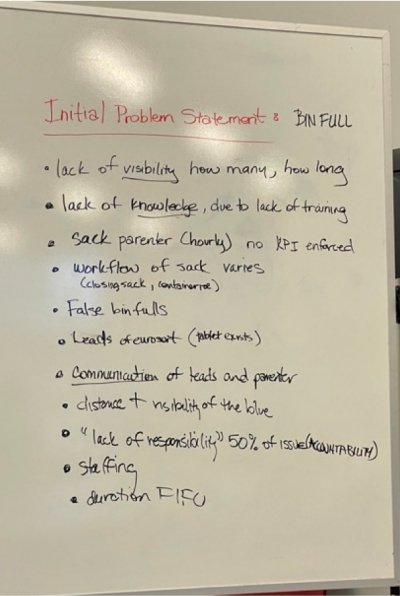 Initial Problem Statement : BIN FULL
• lack of visibility how many, how long
• lack of knowledge, due to lack of training
• sack parenter (hourly) no KPI enforced
• workflow of sack varies
(closing sack, containerize)
• False binfulls
• Leads of eurosort (tablet exists)
• Communication of leads and parenter
• distance + visibility of the blue
• "lack of responsibility" 50% of issue (ACCOUNTABILITY)
• staffing
• duration FIFO